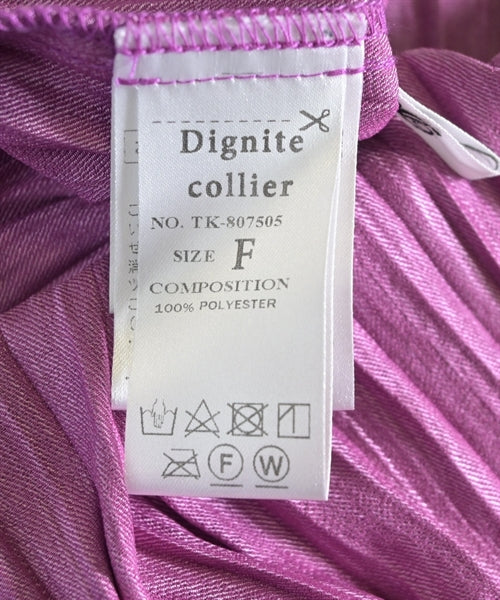 Dignite
collier
NO. TK-807505
SIZE F
COMPOSITION
100% POLYESTER
F W